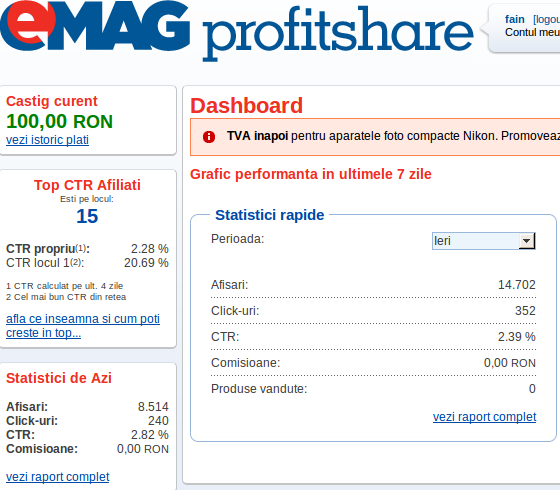 eMAG profitshare
fain [logou
Contul meu
Castig curent
100,00 RON
vezi istoric plati
Top CTR Afiliati
Esti pe locul:
15
CTR propriu(1): 2.28 %
CTR locul 1(2): 20.69 %
1 CTR calculat pe ult. 4 zile
2 Cel mai bun CTR din retea
afla ce inseamna si cum poti
creste in top...
Statistici de Azi
Afisari: 8.514
Click-uri: 240
CTR: 2.82 %
Comisioane: 0,00 RON
vezi raport complet
Dashboard
TVA inapoi pentru aparatele foto compacte Nikon. Promoveaz
Grafic performanta in ultimele 7 zile
Statistici rapide
Perioada: Ieri
Afisari: 14.702
Click-uri: 352
CTR: 2.39 %
Comisioane: 0,00 RON
Produse vandute: 0
vezi raport complet